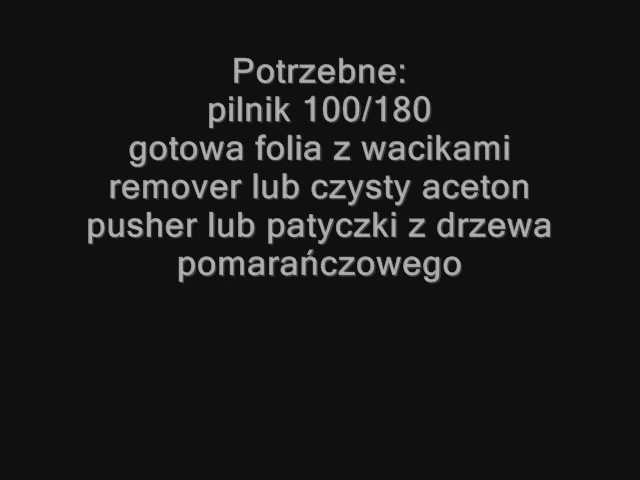 Potrzebne:
pilnik 100/180
gotowa folia z wacikami
remover lub czysty aceton
pusher lub patyczki z drzewa
pomarańczowego